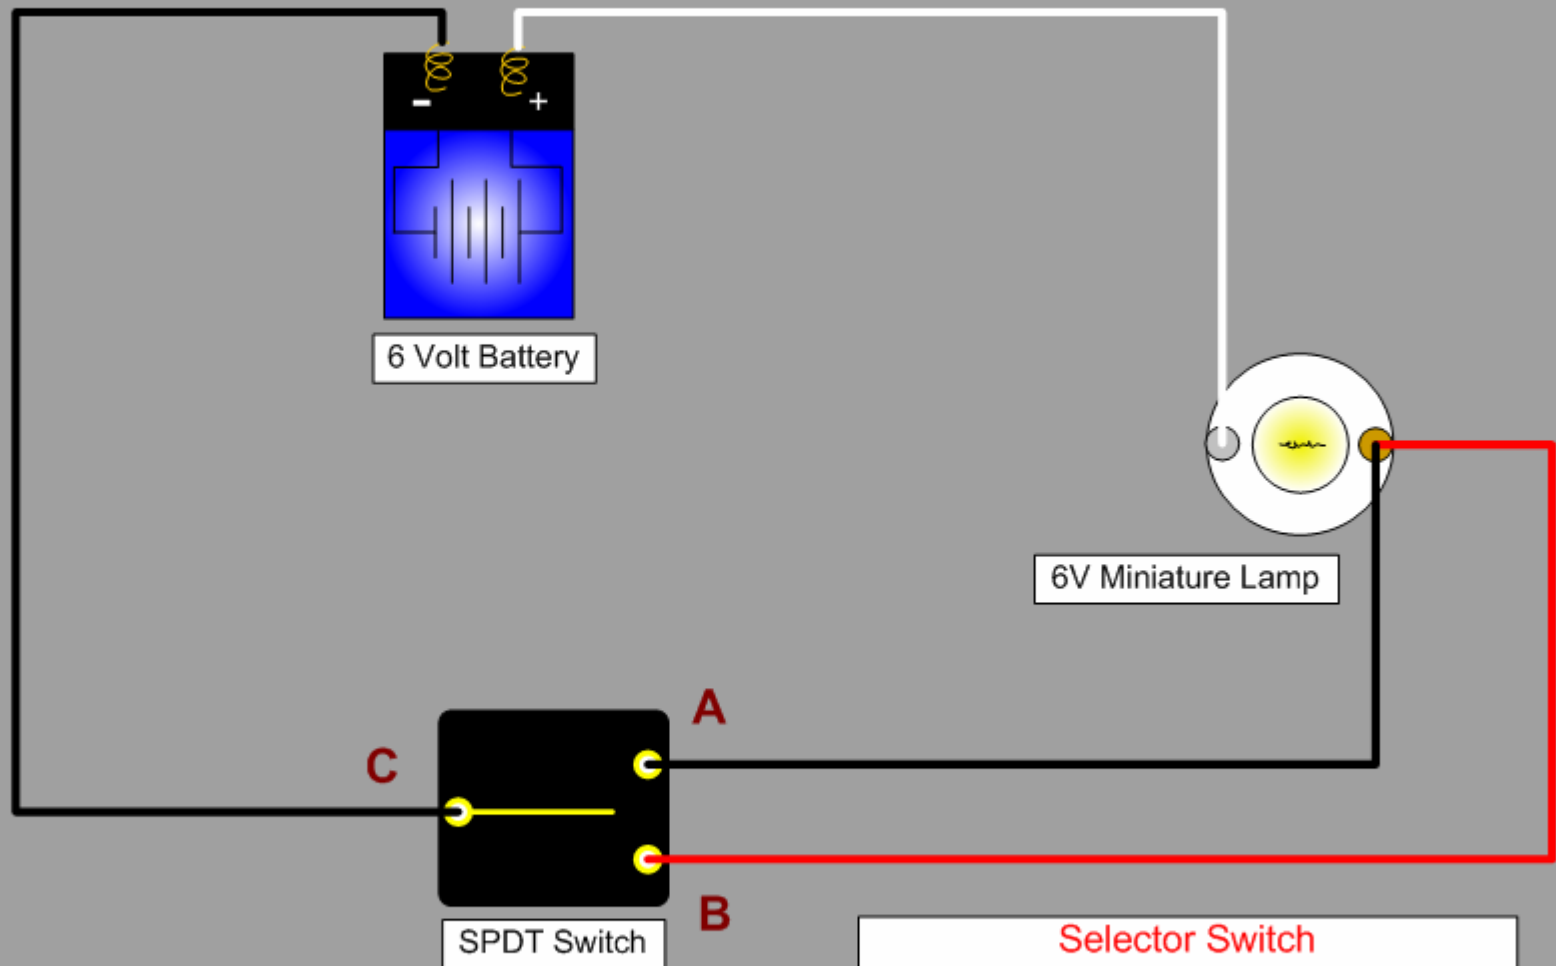 - +
6 Volt Battery
6V Miniature Lamp
A
C
B
SPDT Switch
Selector Switch